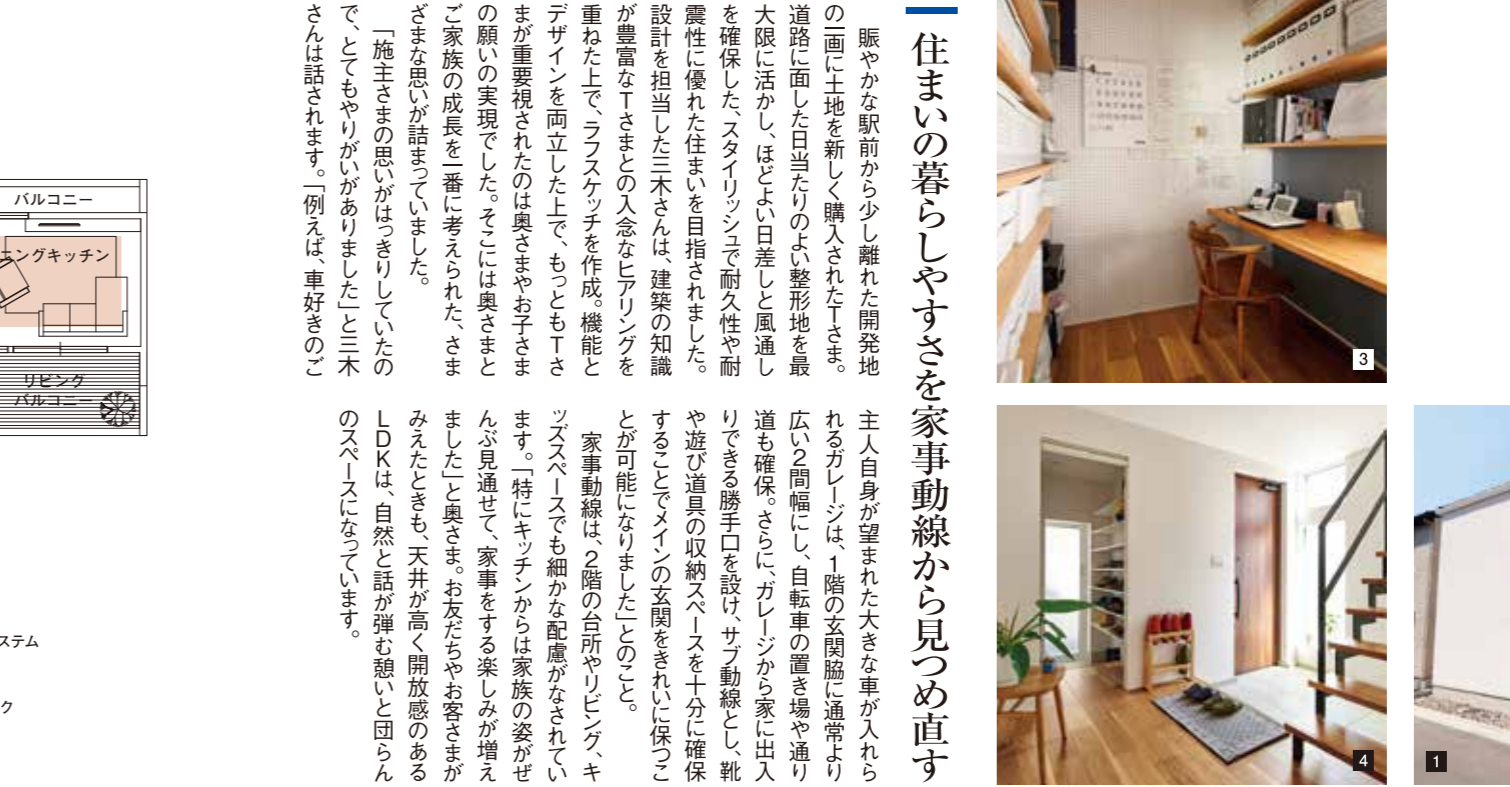 住まいの暮らしやすさを家事動線から見つめ直す
賑やかな駅前から少し離れた開発地
の一画に土地を新しく購入されたTさま。
道路に面した日当たりのよい整形地を最
大限に活かし、ほどよい日差しと風通し
を確保した、スタイリッシュで耐久性や耐
震性に優れた住まいを目指されました。
設計を担当した三木さんは、建築の知識
が豊富なTさまとの入念なヒアリングを
重ねた上で、ラフスケッチを作成。機能と
デザインを両立した上で、もっともTさ
まが重要視されたのは奥さまやお子さま
の願いの実現でした。そこには奥さまと
ご家族の成長を一番に考えられた、さま
ざまな思いが詰まっていました。
「施主さまの思いがはっきりしていたの
で、とてもやりがいがありました」と三木
さんは話されます。「例えば、車好きのご
主人自身が望まれた大きな車が入れら
れるガレージは、1階の玄関脇に通常より
広い2間幅にし、自転車の置き場や通り
道も確保。さらに、ガレージから家に出入
りできる勝手口を設け、サブ動線とし、靴
や遊び道具の収納スペースを十分に確保
することでメインの玄関をきれいに保つこ
とが可能になりました」とのこと。
家事動線は、2階の台所やリビング、キ
ッズスペースでも細かな配慮がなされてい
ます。「特にキッチンからは家族の姿がぜ
んぶ見通せて、家事をする楽しみが増え
ました」と奥さま。お友だちやお客さまが
みえたときも、天井が高く開放感のある
LDKは、自然と話が弾む憩いと団らん
のスペースになっています。
3
4
1
バルコニー
ニングキッチン
リビング
バルコニー
ステム
ク